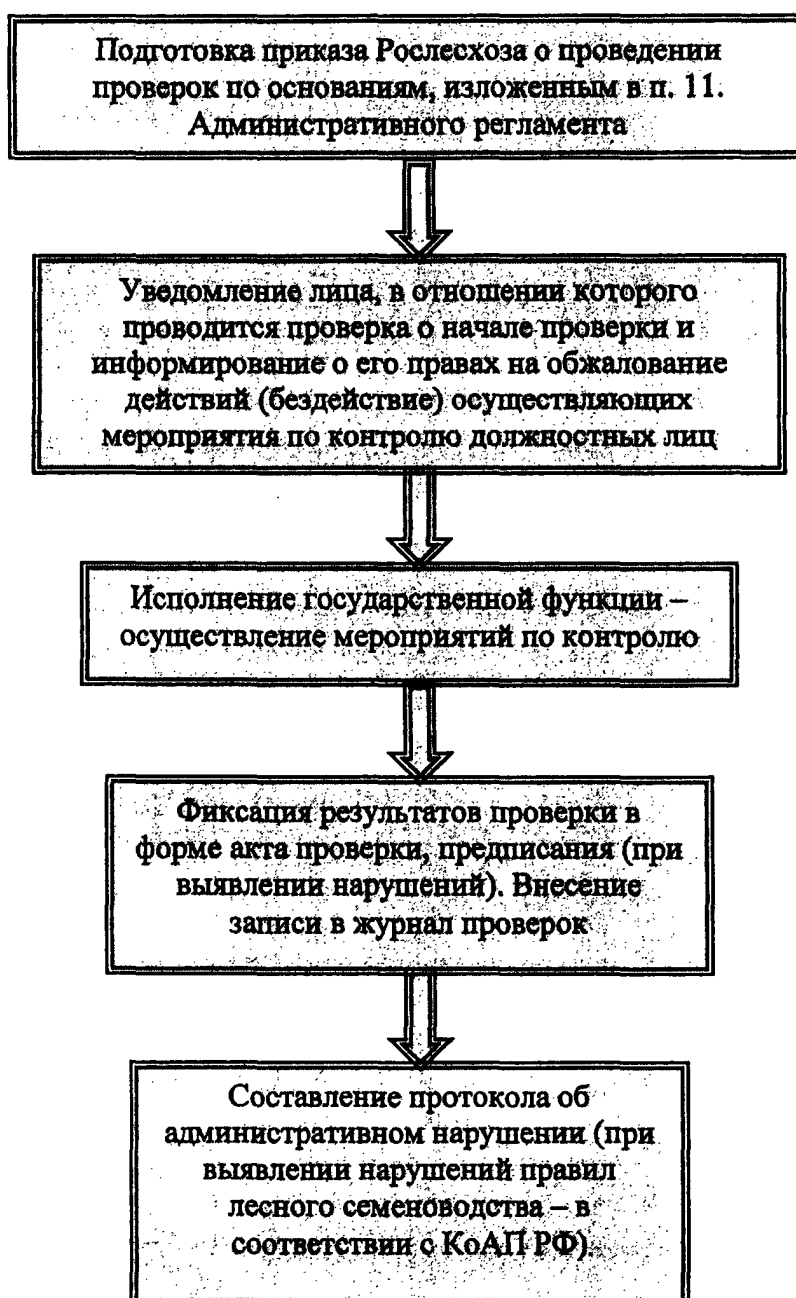 Подготовка приказа Рослесхоза о проведении
проверок по основаниям, изложенным в п. 11.
Административного регламента
Уведомление лица, в отношении которого
проводится проверка о начале проверки и
информирование о его правах на обжалование
действий (бездействие) осуществляющих
мероприятия по контролю должностных лиц
Исполнение государственной функции –
осуществление мероприятий по контролю
Фиксация результатов проверки в
форме акта проверки, предписания (при
выявлении нарушений). Внесение
записи в журнал проверок
Составление протокола об
административном нарушении (при
выявлении нарушений правил
лесного семеноводства – в
соответствии с КоАП РФ).